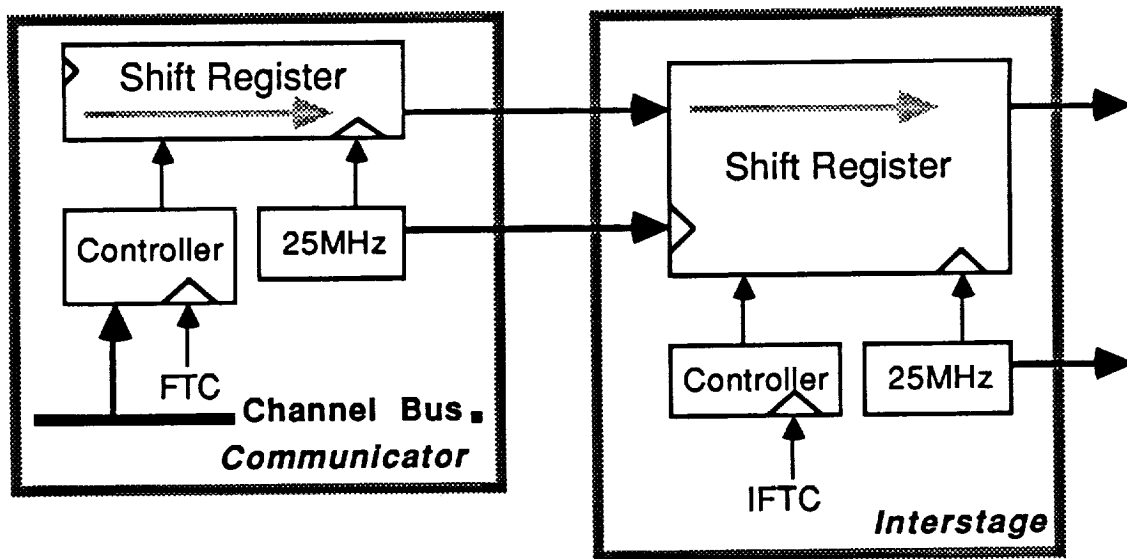 Shift Register
Controller
25MHz
FTC
Channel Bus.
Communicator
Shift Register
Controller
25MHz
IFTC
Interstage